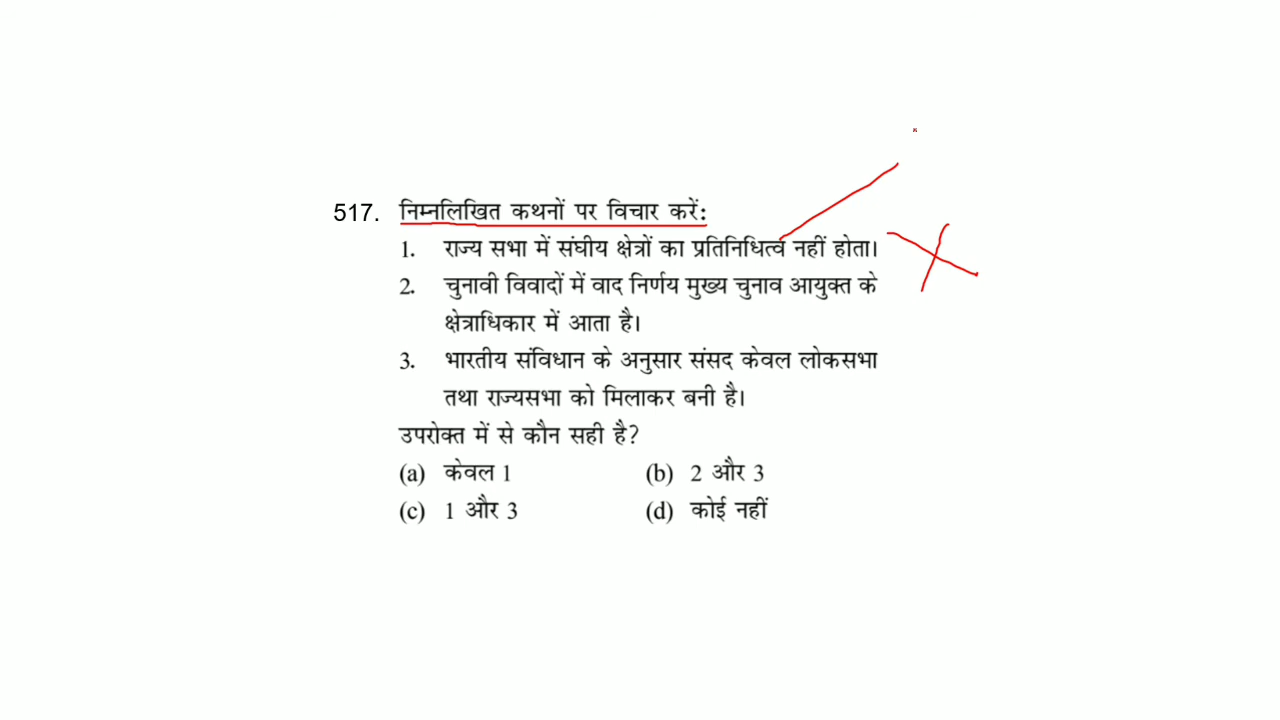 517. निम्नलिखित कथनों पर विचार करें:
1. राज्य सभा में संघीय क्षेत्रों का प्रतिनिधित्व नहीं होता।
2. चुनावी विवादों में वाद निर्णय मुख्य चुनाव आयुक्त के
क्षेत्राधिकार में आता है।
3. भारतीय संविधान के अनुसार संसद केवल लोकसभा
तथा राज्यसभा को मिलाकर बनी है।
उपरोक्त में से कौन सही है?
(a) केवल 1 (b) 2 और 3
(c) 1 और 3 (d) कोई नहीं